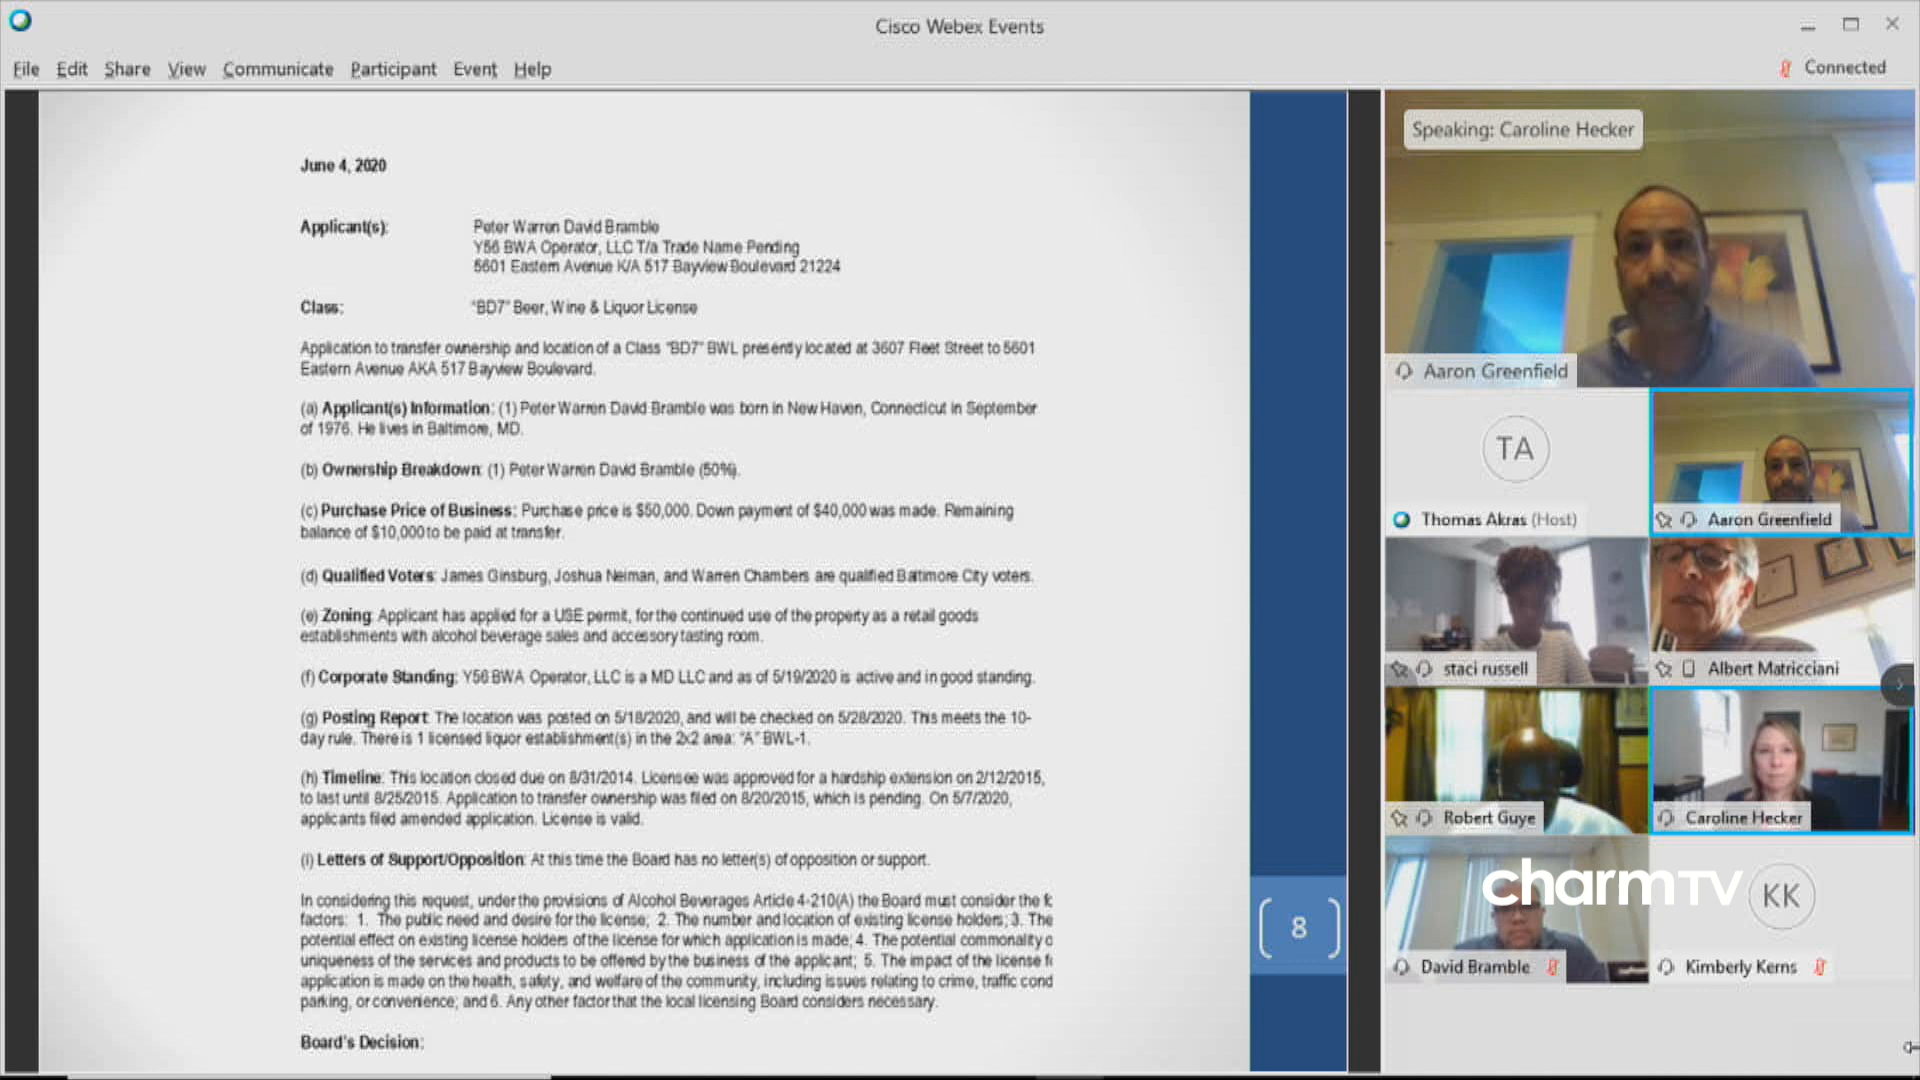 Cisco Webex Events
File Edit Share View Communicate Participant Event Help
Connected
June 4, 2020
Applicant(s): Peter Warren David Bramble
Y56 BWA Operator, LLC T/a Trade Name Pending
5601 Eastern Avenue K/A 517 Bayview Boulevard 21224
Class: "BD7" Beer, Wine & Liquor License
Application to transfer ownership and location of a Class "BD7" BWL presently located at 3607 Fleet Street to 5601
Eastern Avenue AKA 517 Bayview Boulevard.
(a) Applicant(s) Information: (1) Peter Warren David Bramble was born in New Haven, Connecticut in September
of 1976. He lives in Baltimore, MD.
(b) Ownership Breakdown: (1) Peter Warren David Bramble (50%).
(c) Purchase Price of Business: Purchase price is $50,000. Down payment of $40,000 was made. Remaining
balance of $10,000 to be paid at transfer.
(d) Qualified Voters: James Ginsburg, Joshua Neiman, and Warren Chambers are qualified Baltimore City voters.
(e) Zoning: Applicant has applied for a USE permit, for the continued use of the property as a retail goods
establishments with alcohol beverage sales and accessory tasting room.
(f) Corporate Standing: Y56 BWA Operator, LLC is a MD LLC and as of 5/19/2020 is active and in good standing.
(g) Posting Report: The location was posted on 5/18/2020, and will be checked on 5/28/2020. This meets the 10-
day rule. There is 1 licensed liquor establishment(s) in the 2x2 area: "A" BWL-1.
(h) Timeline: This location closed due on 8/31/2014. Licensee was approved for a hardship extension on 2/12/2015,
to last until 8/25/2015. Application to transfer ownership was filed on 8/20/2015, which is pending. On 5/7/2020,
applicants filed amended application. License is valid.
(i) Letters of Support/Opposition: At this time the Board has no letter(s) of opposition or support.
In considering this request, under the provisions of Alcohol Beverages Article 4-210(A) the Board must consider the
factors: 1. The public need and desire for the license; 2. The number and location of existing license holders; 3. The
potential effect on existing license holders of the license for which application is made; 4. The potential commonality
uniqueness of the services and products to be offered by the business of the applicant; 5. The impact of the license
application is made on the health, safety, and welfare of the community, including issues relating to crime, traffic cond
parking, or convenience; and 6. Any other factor that the local licensing Board considers necessary.
Board's Decision:
8
Speaking: Caroline Hecker
Aaron Greenfield
TA
Thomas Akras (Host)
Aaron Greenfield
staci russell
Albert Matricciani
Robert Guye
Caroline Hecker
charmTV
KK
David Bramble
Kimberly Kerns